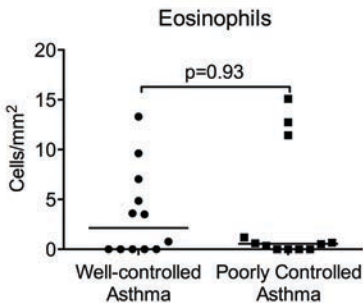 Eosinophils
20
15
10
5
0
Cells/mm²
p=0.93
Well-controlled
Asthma
Poorly Controlled
Asthma